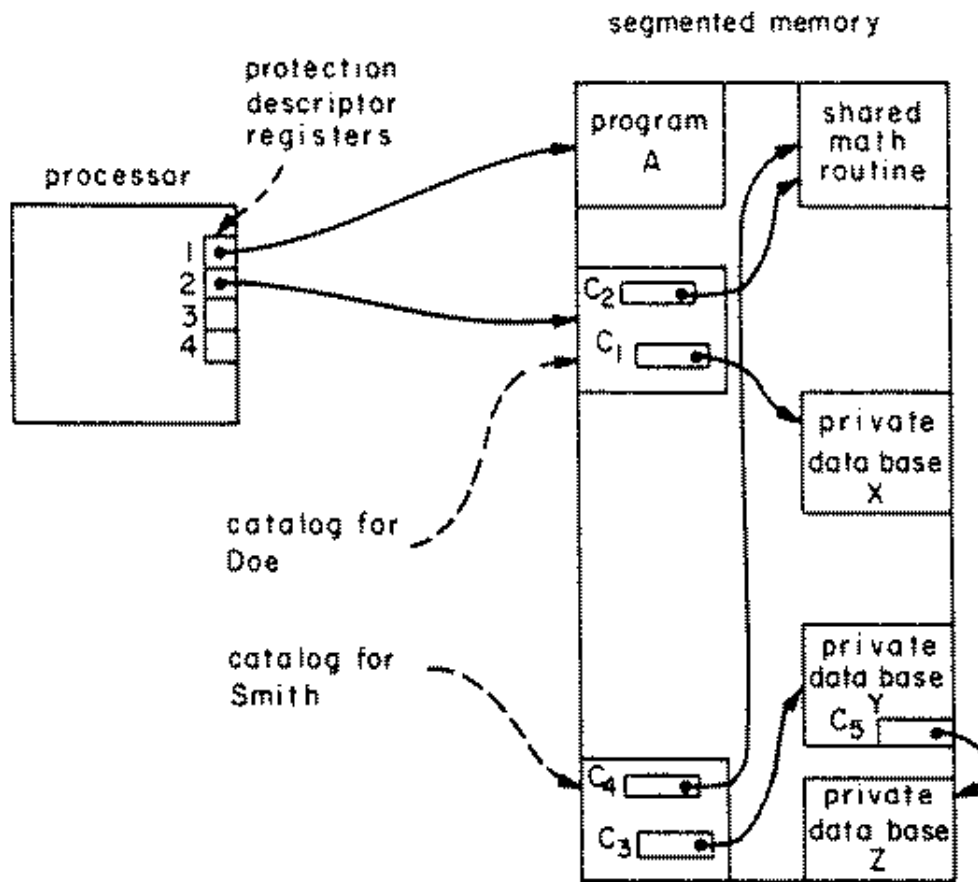 segmented memory
protection
descriptor
registers
processor
1
2
3
4
program
A
shared
math
routine
C2
C1
private
data base
X
catalog for
Doe
catalog for
Smith
private
data base
Y
C5
C4
C3
private
data base
Z